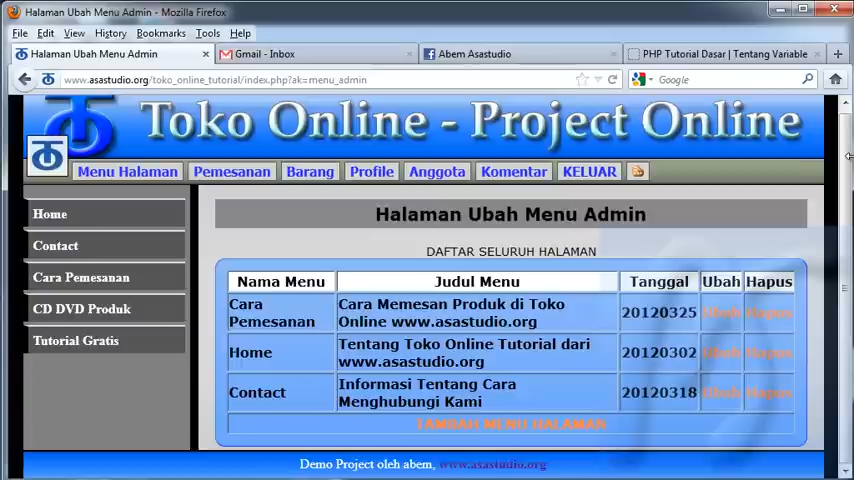 Halaman Ubah Menu Admin - Mozilla Firefox
File Edit View History Bookmarks Tools Help
Halaman Ubah Menu Admin × Gmail - Inbox × Abem Asastudio × PHP Tutorial Dasar | Tentang Variable × +
www.asastudio.org/toko_online_tutorial/index.php?ak=menu_admin Google
Toko Online - Project Online
Menu Halaman Pemesanan Barang Profile Anggota Komentar KELUAR
Home
Contact
Cara Pemesanan
CD DVD Produk
Tutorial Gratis
Halaman Ubah Menu Admin
DAFTAR SELURUH HALAMAN
Nama Menu Judul Menu Tanggal Ubah Hapus
Cara Pemesanan Cara Memesan Produk di Toko Online www.asastudio.org 20120325 Ubah Hapus
Home Tentang Toko Online Tutorial dari www.asastudio.org 20120302 Ubah Hapus
Contact Informasi Tentang Cara Menghubungi Kami 20120318 Ubah Hapus
TAMBAH MENU HALAMAN
Demo Project oleh abem, www.asastudio.org